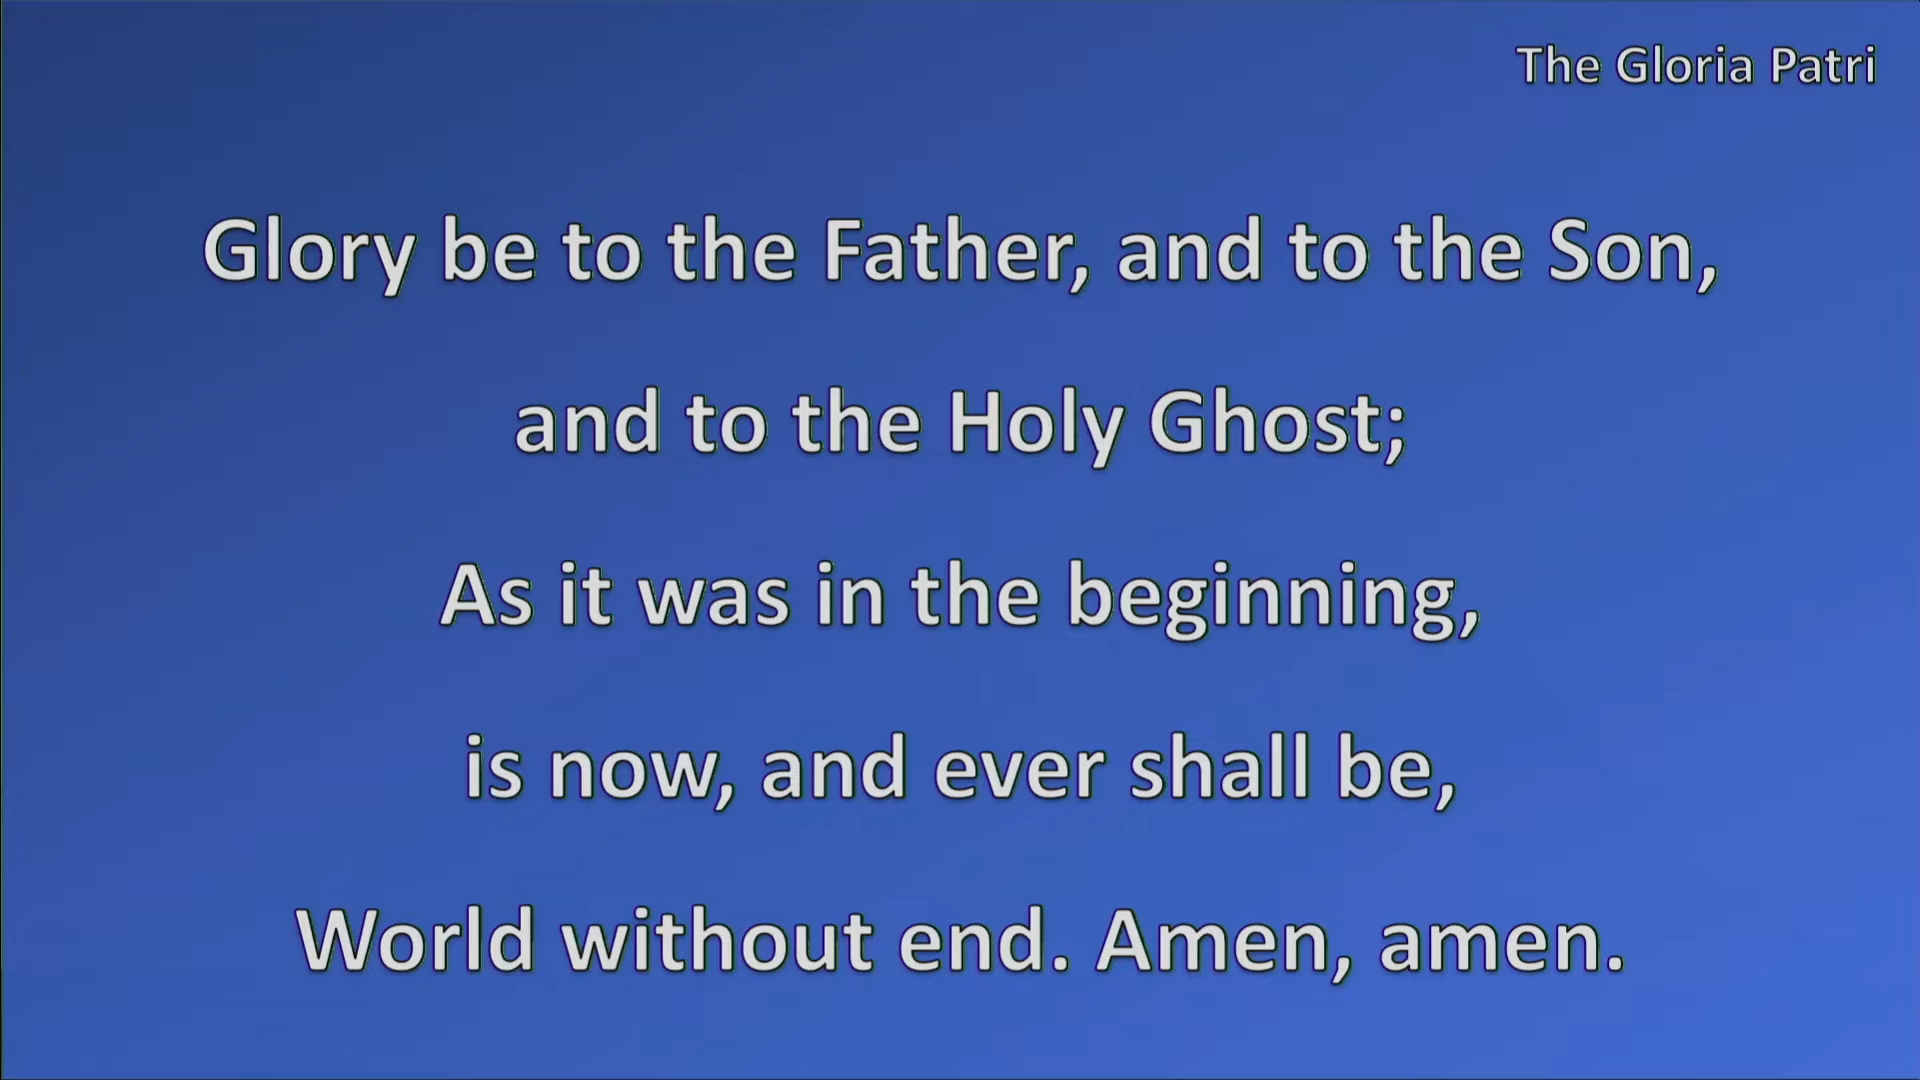 The Gloria Patri
Glory be to the Father, and to the Son,
and to the Holy Ghost;
As it was in the beginning,
is now, and ever shall be,
World without end. Amen, amen.